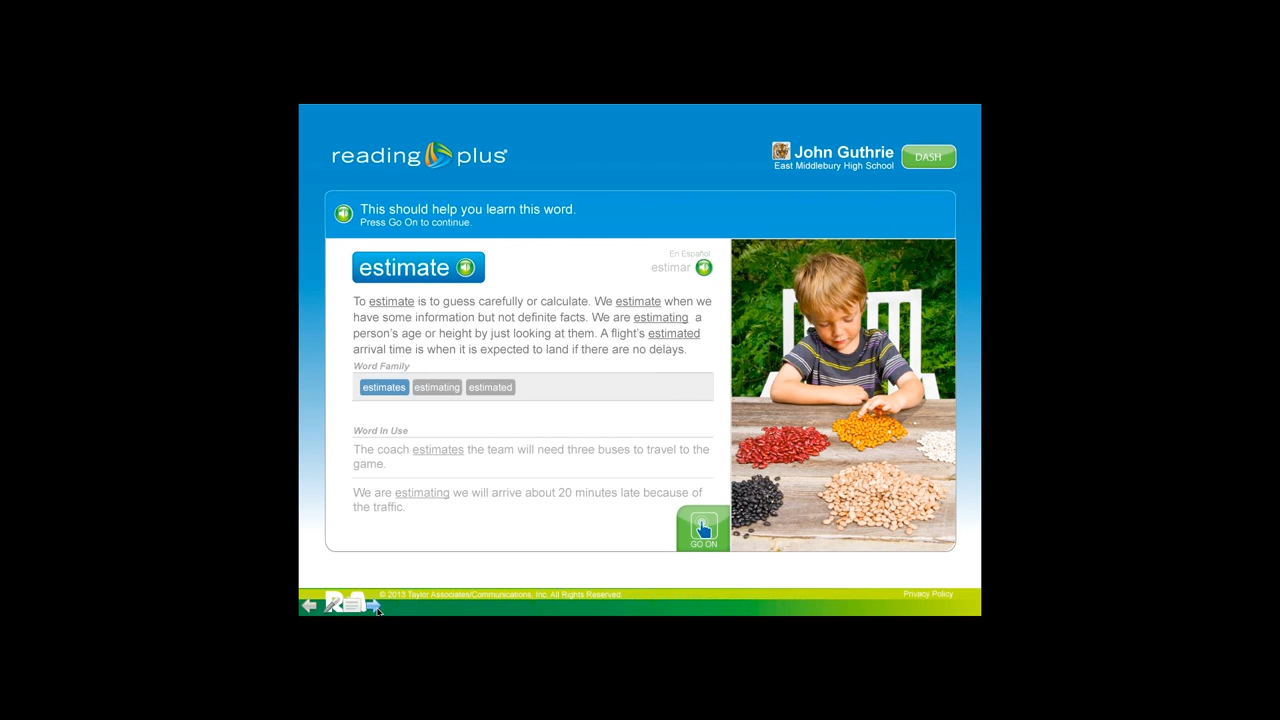 reading plus®
John Guthrie
East Middlebury High School
DASH
This should help you learn this word.
Press Go On to continue.
estimate
En Español
estimar
To estimate is to guess carefully or calculate. We estimate when we
have some information but not definite facts. We are estimating a
person's age or height by just looking at them. A flight's estimated
arrival time is when it is expected to land if there are no delays.
Word Family
estimates estimating estimated
Word In Use
The coach estimates the team will need three buses to travel to the
game.
We are estimating we will arrive about 20 minutes late because of
the traffic.
GO ON
© 2013 Taylor Associates/Communications, Inc. All Rights Reserved.
Privacy Policy